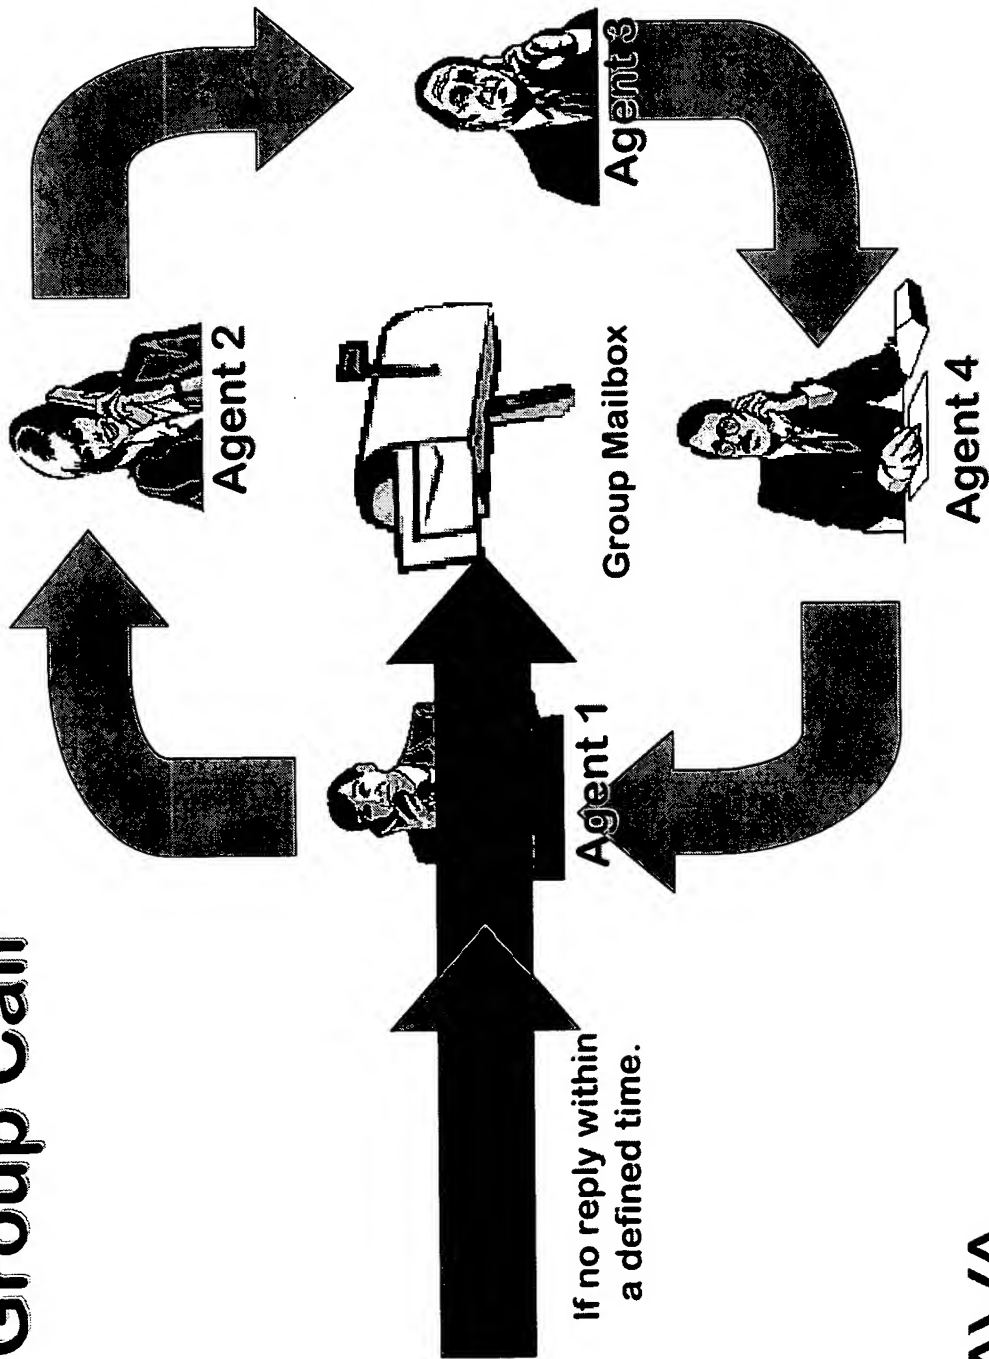 Group Call
Agent 2
Agent 3
Group Mailbox
Agent 1
Agent 4
If no reply within
a defined time.